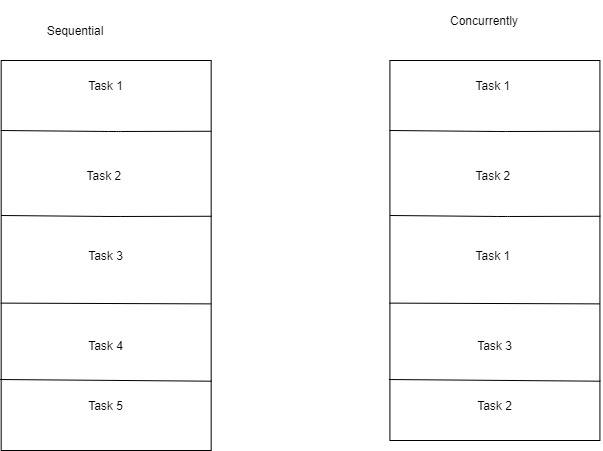 Sequential
Task 1
Task 2
Task 3
Task 4
Task 5
Concurrently
Task 1
Task 2
Task 1
Task 3
Task 2